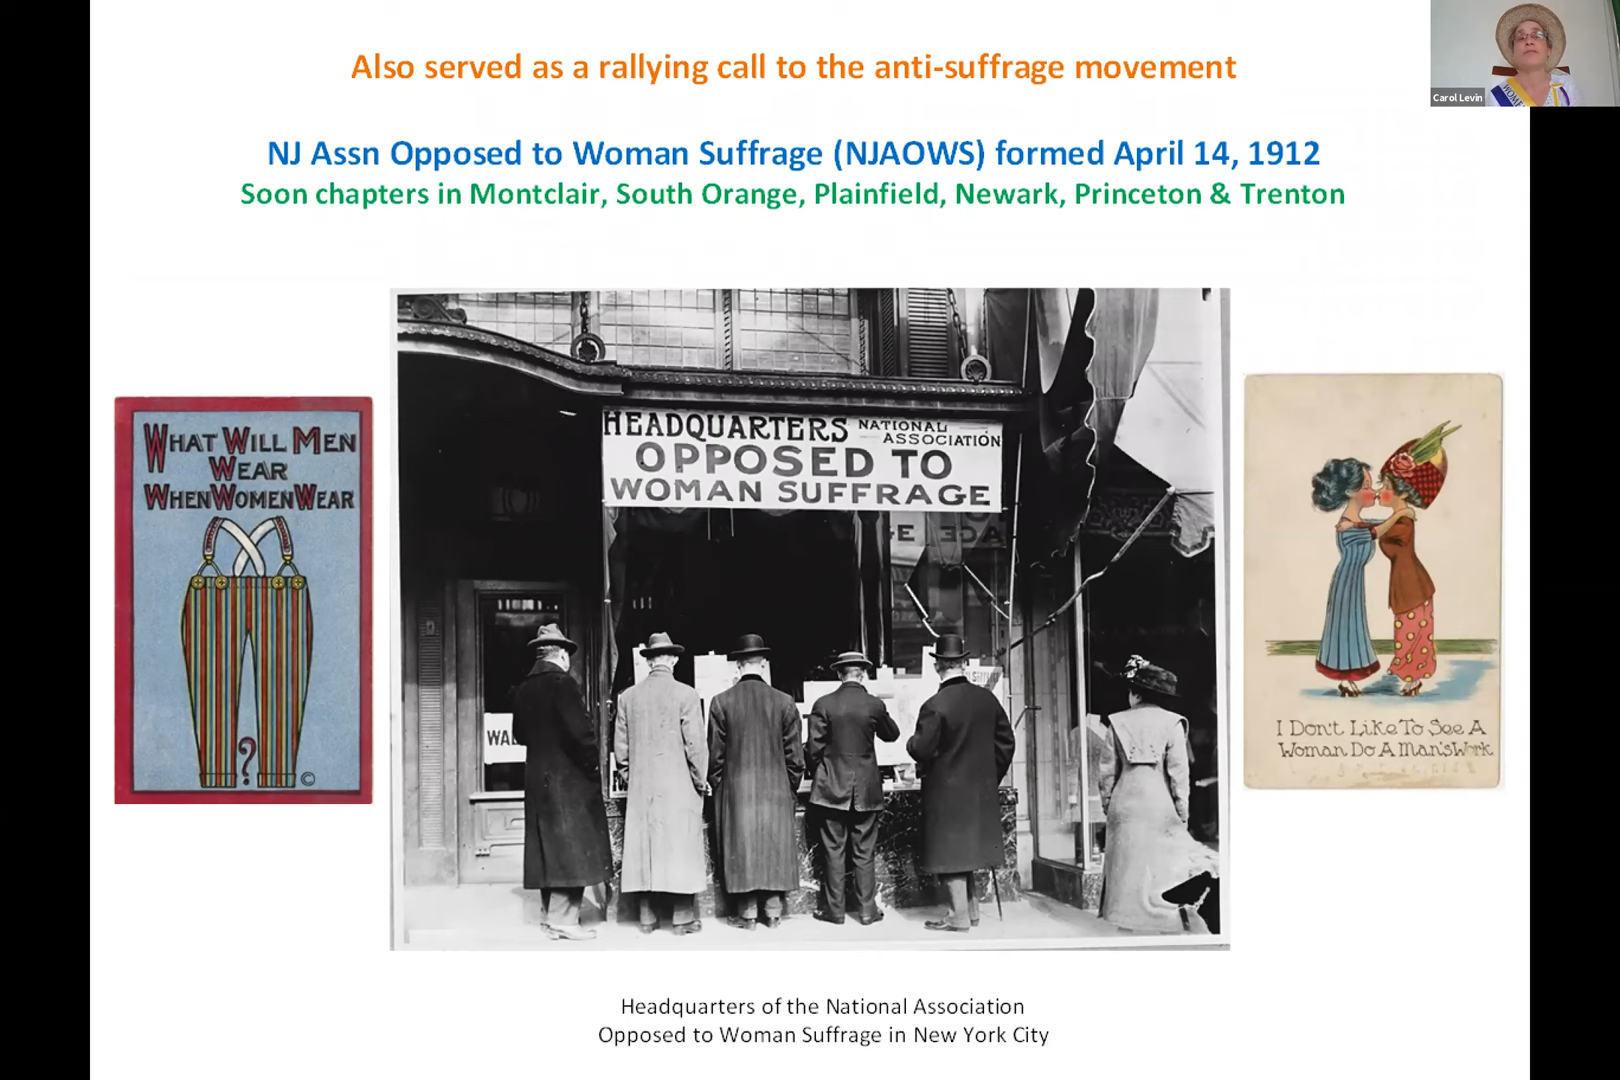 Also served as a rallying call to the anti-suffrage movement
Carol Levin
NJ Assn Opposed to Woman Suffrage (NJAOWS) formed April 14, 1912
Soon chapters in Montclair, South Orange, Plainfield, Newark, Princeton & Trenton
HEADQUARTERS NATIONAL ASSOCIATION
OPPOSED TO
WOMAN SUFFRAGE
WHAT WILL MEN
WEAR
WHEN WOMEN WEAR
?
©
I Don't Like To See A
Woman Do A Man's Work
Headquarters of the National Association
Opposed to Woman Suffrage in New York City